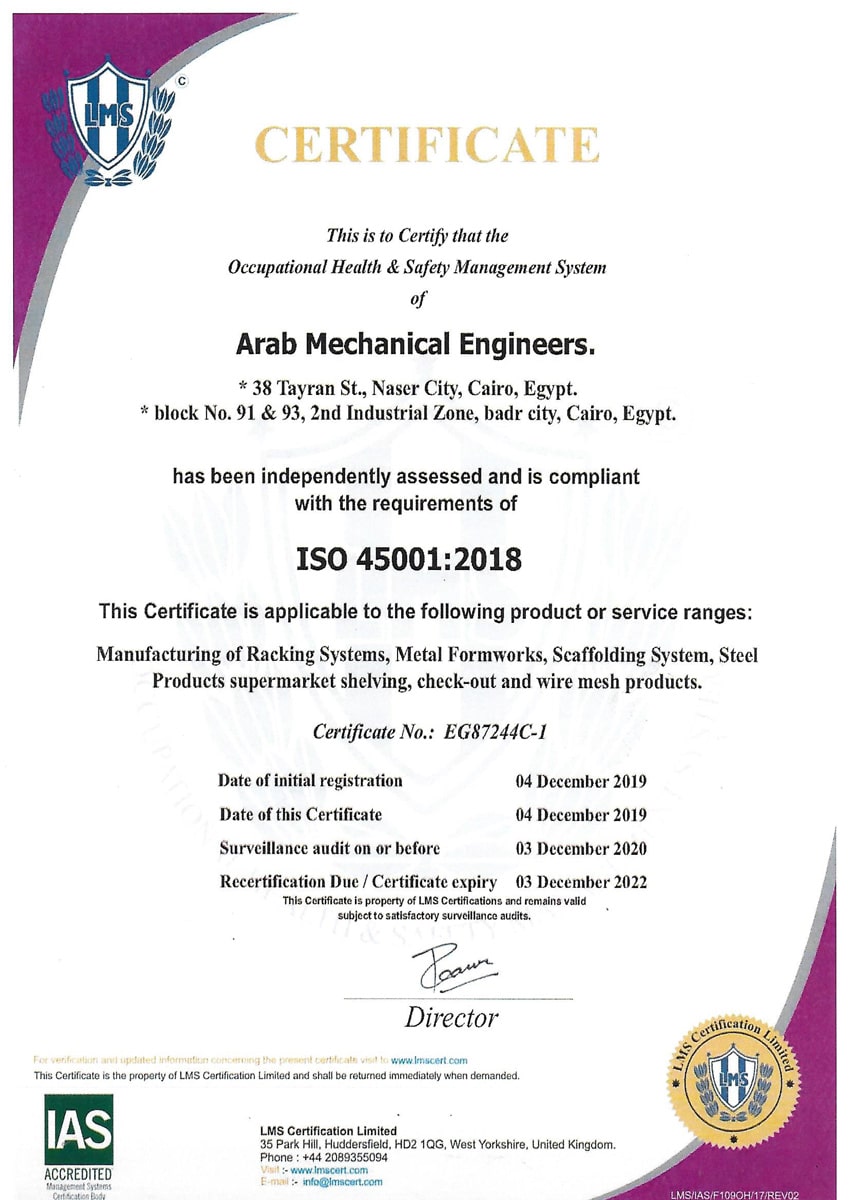 LMS
©
CERTIFICATE
This is to Certify that the
Occupational Health & Safety Management System
of
Arab Mechanical Engineers.
* 38 Tayran St., Naser City, Cairo, Egypt.
* block No. 91 & 93, 2nd Industrial Zone, badr city, Cairo, Egypt.
has been independently assessed and is compliant
with the requirements of
ISO 45001:2018
This Certificate is applicable to the following product or service ranges:
Manufacturing of Racking Systems, Metal Formworks, Scaffolding System, Steel
Products supermarket shelving, check-out and wire mesh products.
Certificate No.: EG87244C-1
Date of initial registration 04 December 2019
Date of this Certificate 04 December 2019
Surveillance audit on or before 03 December 2020
Recertification Due / Certificate expiry 03 December 2022
This Certificate is property of LMS Certifications and remains valid
subject to satisfactory surveillance audits.
Director
For verification and updated information concerning the present certificate visit to www.lmscert.com
This Certificate is the property of LMS Certification Limited and shall be returned immediately when demanded.
LMS Certification Limited
LMS
IAS
ACCREDITED
Management Systems
Certification Body
LMS Certification Limited
35 Park Hill, Huddersfield, HD2 1QG, West Yorkshire, United Kingdom.
Phone : +44 2089355094
Visit :- www.lmscert.com
E-mail :- info@lmscert.com
LMS/IAS/F109OH/17/REV02